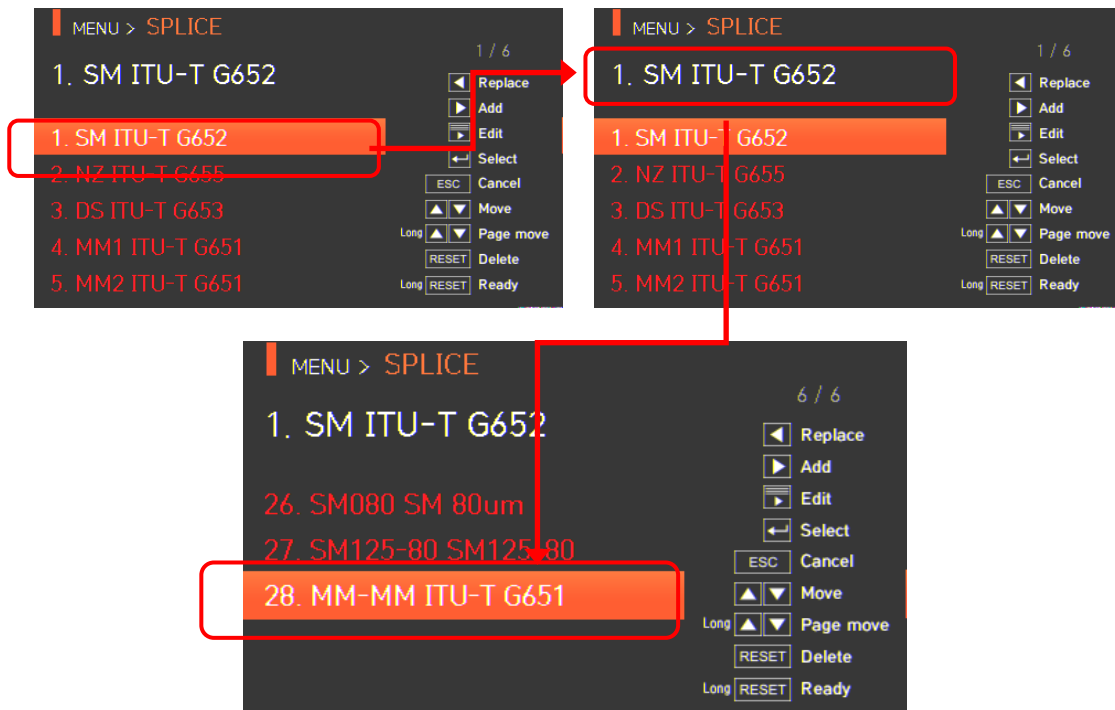 MENU > SPLICE
1 / 6
1. SM ITU-T G652
Replace
Add
1. SM ITU-T G652
Edit
Select
2. NZ ITU-T G655
ESC Cancel
3. DS ITU-T G653
Move
Long Page move
4. MM1 ITU-T G651
RESET Delete
5. MM2 ITU-T G651
Long RESET Ready
MENU > SPLICE
1 / 6
1. SM ITU-T G652
Replace
Add
1. SM ITU-T G652
Edit
Select
2. NZ ITU-T G655
ESC Cancel
3. DS ITU-T G653
Move
Long Page move
4. MM1 ITU-T G651
RESET Delete
5. MM2 ITU-T G651
Long RESET Ready
MENU > SPLICE
6 / 6
1. SM ITU-T G652
Replace
Add
26. SM080 SM 80um
Edit
Select
27. SM125-80 SM125-80
ESC Cancel
28. MM-MM ITU-T G651
Move
Long Page move
RESET Delete
Long RESET Ready